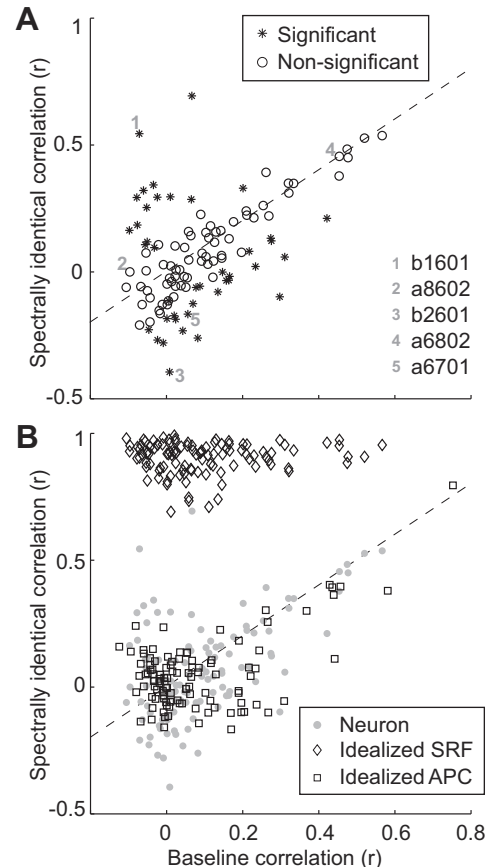 A
1
Significant
Non-significant
1
0.5
4
0
2
5
3
-0.5
Spectrally identical correlation (r)
1 b1601
2 a8602
3 b2601
4 a6802
5 a6701
B
1
0.5
0
-0.5
Spectrally identical correlation (r)
Neuron
Idealized SRF
Idealized APC
0 0.2 0.4 0.6 0.8
Baseline correlation (r)